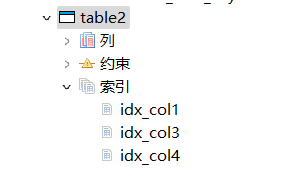 table2
列
约束
索引
idx_col1
idx_col3
idx_col4